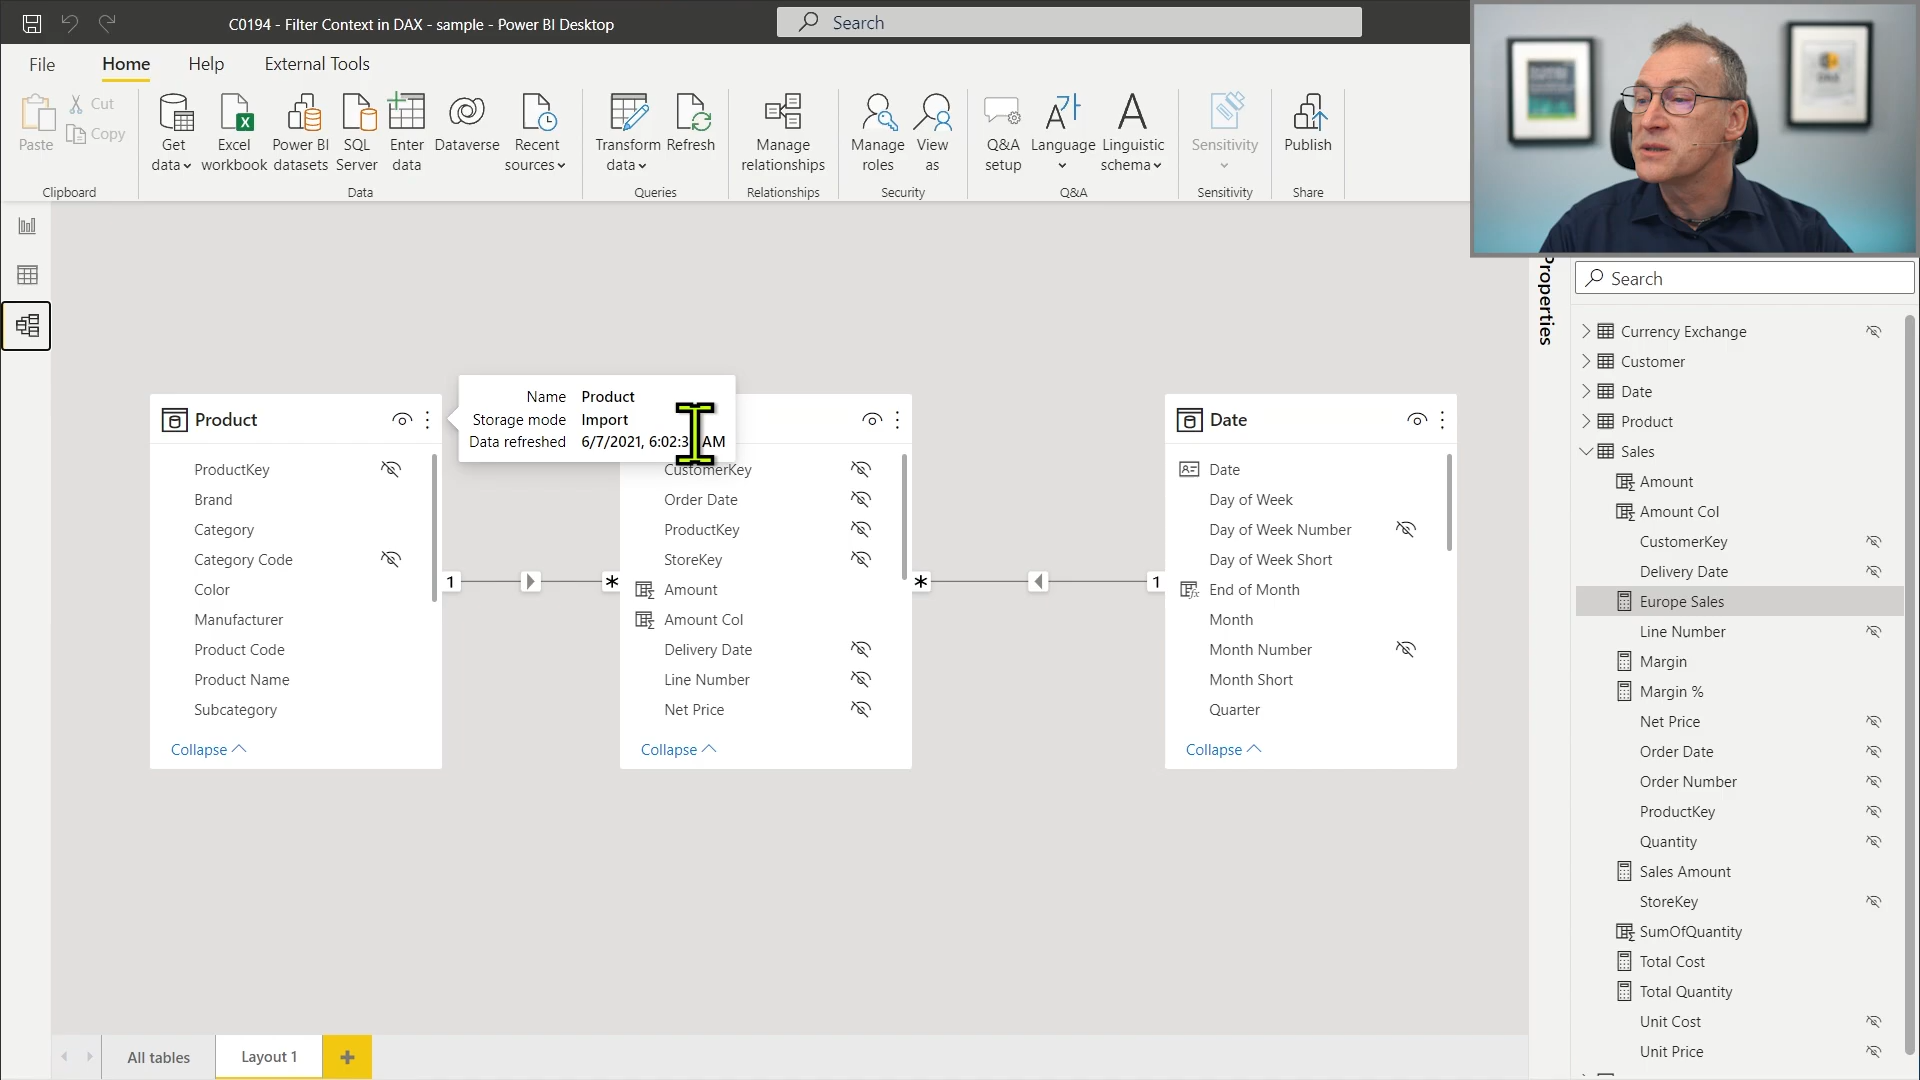 C0194 - Filter Context in DAX - sample - Power BI Desktop
Search
File
Home
Help
External Tools
Paste
Cut
Copy
Clipboard
Get
data
Excel
workbook
Power BI
datasets
SQL
Server
Enter
data
Dataverse
Recent
sources
Data
Transform
data
Refresh
Queries
Manage
relationships
Relationships
Manage
roles
View
as
Security
Q&A
setup
Language
Linguistic
schema
Q&A
Sensitivity
Sensitivity
Publish
Share
Product
ProductKey
Brand
Category
Category Code
Color
Manufacturer
Product Code
Product Name
Subcategory
Collapse
Name Product
Storage mode Import
Data refreshed 6/7/2021, AM
1
*
CustomerKey
Order Date
ProductKey
StoreKey
Amount
Amount Col
Delivery Date
Line Number
Net Price
Collapse
*
1
Date
Date
Day of Week
Day of Week Number
Day of Week Short
End of Month
Month
Month Number
Month Short
Quarter
Collapse
Properties
Search
Currency Exchange
Customer
Date
Product
Sales
Amount
Amount Col
CustomerKey
Delivery Date
Europe Sales
Line Number
Margin
Margin %
Net Price
Order Date
Order Number
ProductKey
Quantity
Sales Amount
StoreKey
SumOfQuantity
Total Cost
Total Quantity
Unit Cost
Unit Price
All tables
Layout 1
+